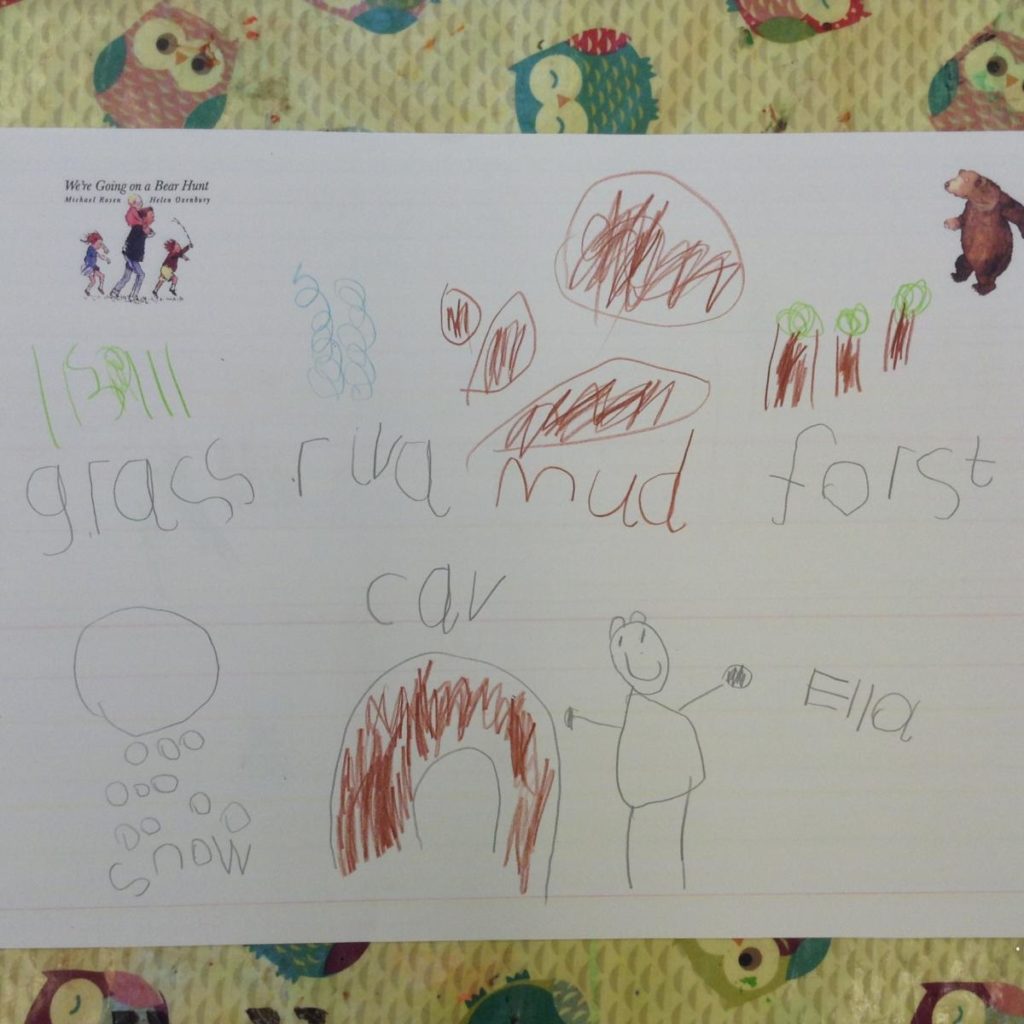 We're Going on a Bear Hunt
Michael Rosen Helen Oxenbury
grass riva mud forst
cav
Ella
snow